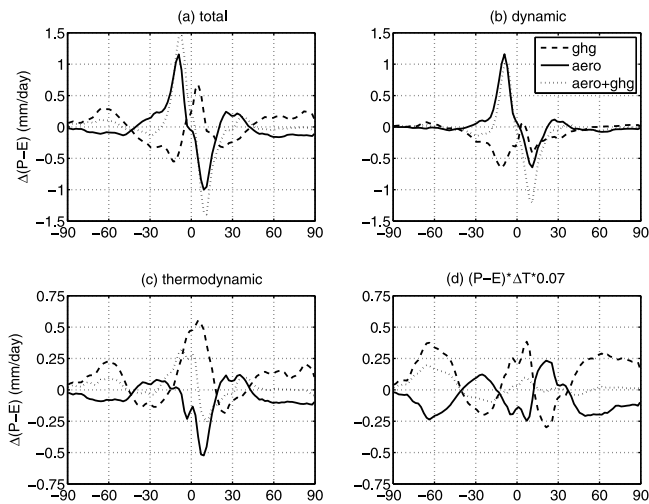 (a) total
(b) dynamic
Δ(P−E) (mm/day)
1.5
1
0.5
0
−0.5
−1
−1.5
−90 −60 −30 0 30 60 90
1.5
1
0.5
0
−0.5
−1
−1.5
−90 −60 −30 0 30 60 90
ghg
aero
aero+ghg
(c) thermodynamic
(d) (P−E)*ΔT*0.07
Δ(P−E) (mm/day)
0.75
0.5
0.25
0
−0.25
−0.5
−0.75
−90 −60 −30 0 30 60 90
0.75
0.5
0.25
0
−0.25
−0.5
−0.75
−90 −60 −30 0 30 60 90